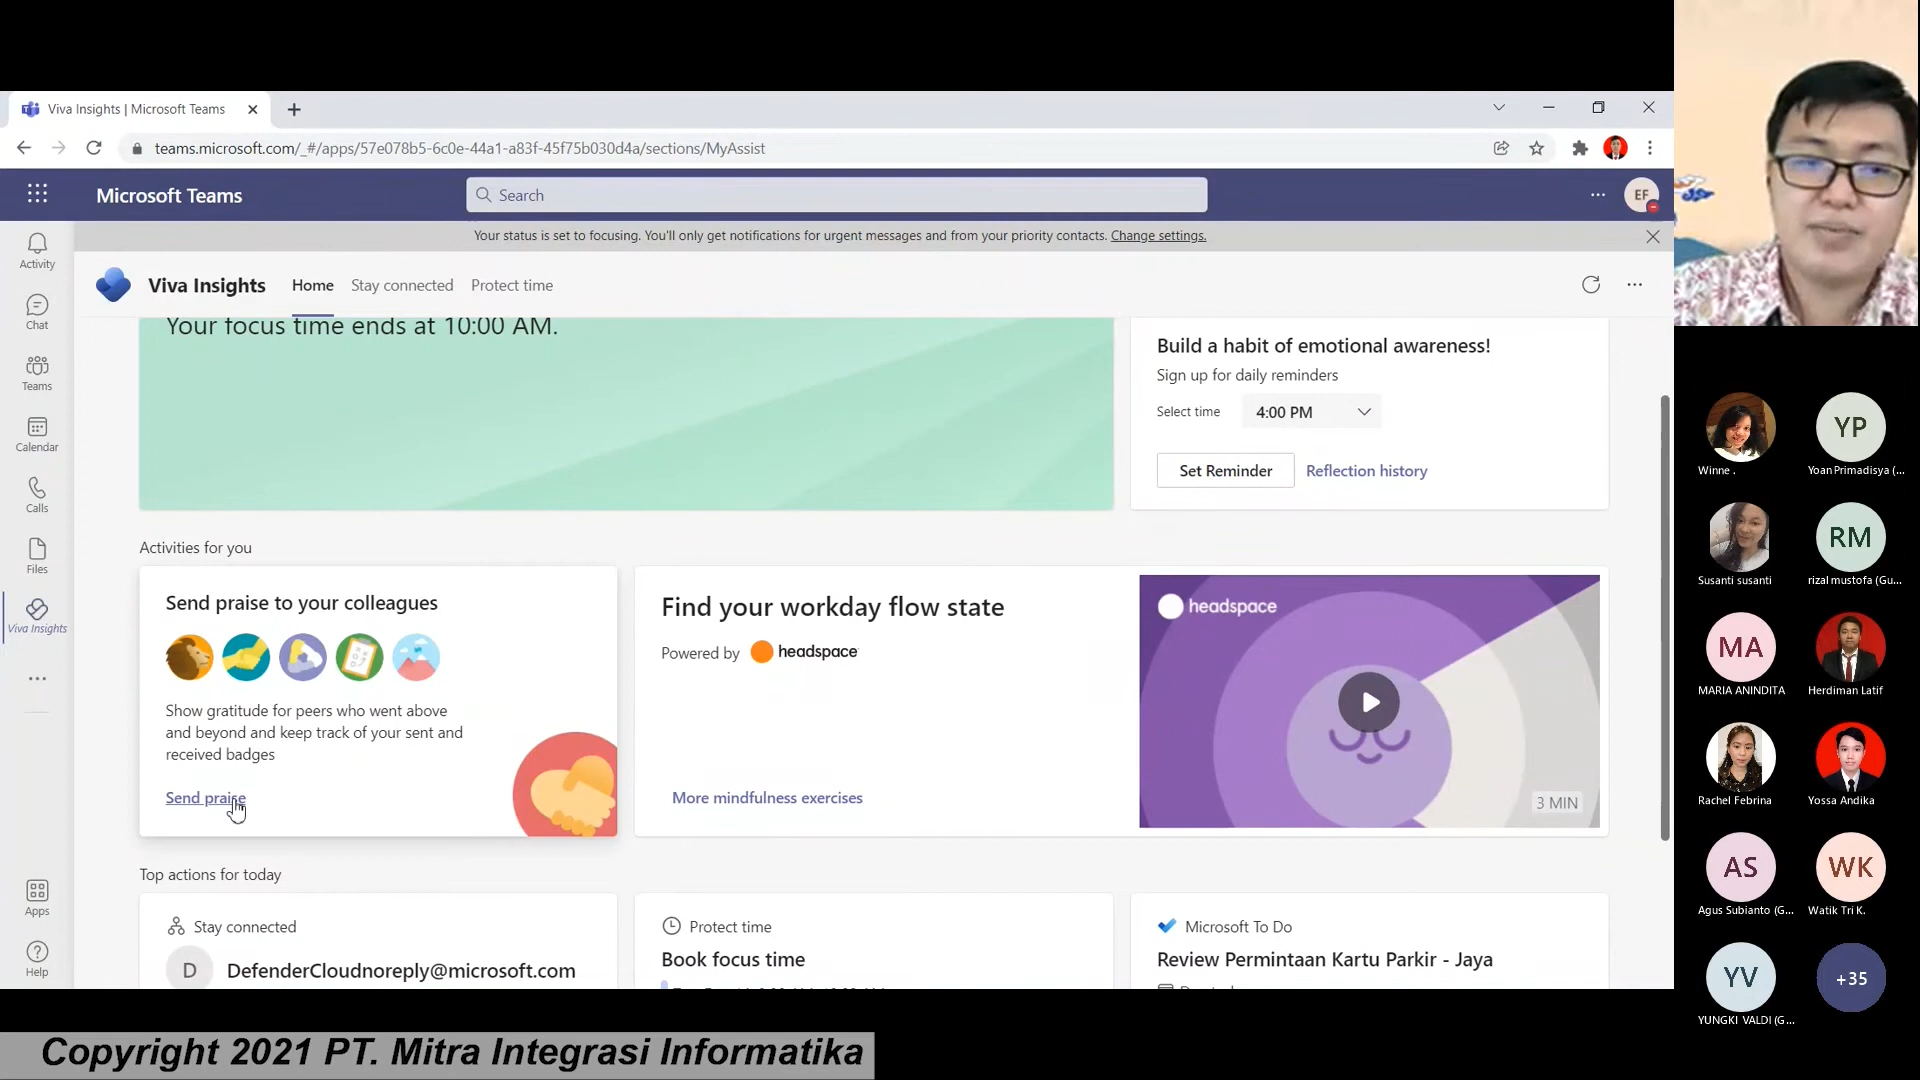 Viva Insights | Microsoft Teams
teams.microsoft.com/_#/apps/57e078b5-6c0e-44a1-a83f-45f75b030d4a/sections/MyAssist
Microsoft Teams
Search
EF
Your status is set to focusing. You'll only get notifications for urgent messages and from your priority contacts. Change settings.
Activity
Chat
Teams
Calendar
Calls
Files
Viva Insights
Apps
Help
Viva Insights
Home
Stay connected
Protect time
Your focus time ends at 10:00 AM.
Build a habit of emotional awareness!
Sign up for daily reminders
Select time
4:00 PM
Set Reminder
Reflection history
Activities for you
Send praise to your colleagues
Show gratitude for peers who went above
and beyond and keep track of your sent and
received badges
Send praise
Find your workday flow state
Powered by headspace
More mindfulness exercises
headspace
3 MIN
Top actions for today
Stay connected
D
DefenderCloudnoreply@microsoft.com
Protect time
Book focus time
Microsoft To Do
Review Permintaan Kartu Parkir - Jaya
Winne .
YP
Yoan Primadisya (...
Susanti susanti
RM
rizal mustofa (Gu...
MA
MARIA ANINDITA
Herdiman Latif
Rachel Febrina
Yossa Andika
AS
Agus Subianto (G...
WK
Watik Tri K.
YV
YUNGKI VALDI (G...
+35
Copyright 2021 PT. Mitra Integrasi Informatika